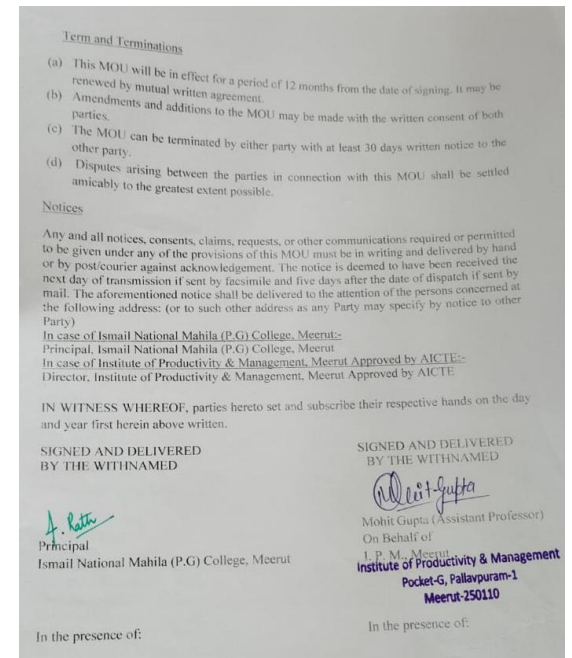 Term and Terminations
(a) This MOU will be in effect for a period of 12 months from the date of signing. It may be
renewed by mutual written agreement.
(b) Amendments and additions to the MOU may be made with the written consent of both
parties.
(c) The MOU can be terminated by either party with at least 30 days written notice to the
other party.
(d) Disputes arising between the parties in connection with this MOU shall be settled
amicably to the greatest extent possible.
Notices
Any and all notices, consents, claims, requests, or other communications required or permitted
to be given under any of the provisions of this MOU must be in writing and delivered by hand
or by post/courier against acknowledgement. The notice is deemed to have been received the
next day of transmission if sent by facsimile and five days after the date of dispatch if sent by
mail. The aforementioned notice shall be delivered to the attention of the persons concerned at
the following address: (or to such other address as any Party may specify by notice to other
Party)
In case of Ismail National Mahila (P.G) College, Meerut:-
Principal, Ismail National Mahila (P.G) College, Meerut
In case of Institute of Productivity & Management, Meerut Approved by AICTE:-
Director, Institute of Productivity & Management, Meerut Approved by AICTE
IN WITNESS WHEREOF, parties hereto set and subscribe their respective hands on the day
and year first herein above written.
SIGNED AND DELIVERED
BY THE WITHNAMED
A. Rath
Principal
Ismail National Mahila (P.G) College, Meerut
In the presence of:
SIGNED AND DELIVERED
BY THE WITHNAMED
Mohit Gupta
Mohit Gupta (Assistant Professor)
On Behalf of
I. P. M., Meerut
Institute of Productivity & Management
Pocket-G, Pallavpuram-1
Meerut-250110
In the presence of: